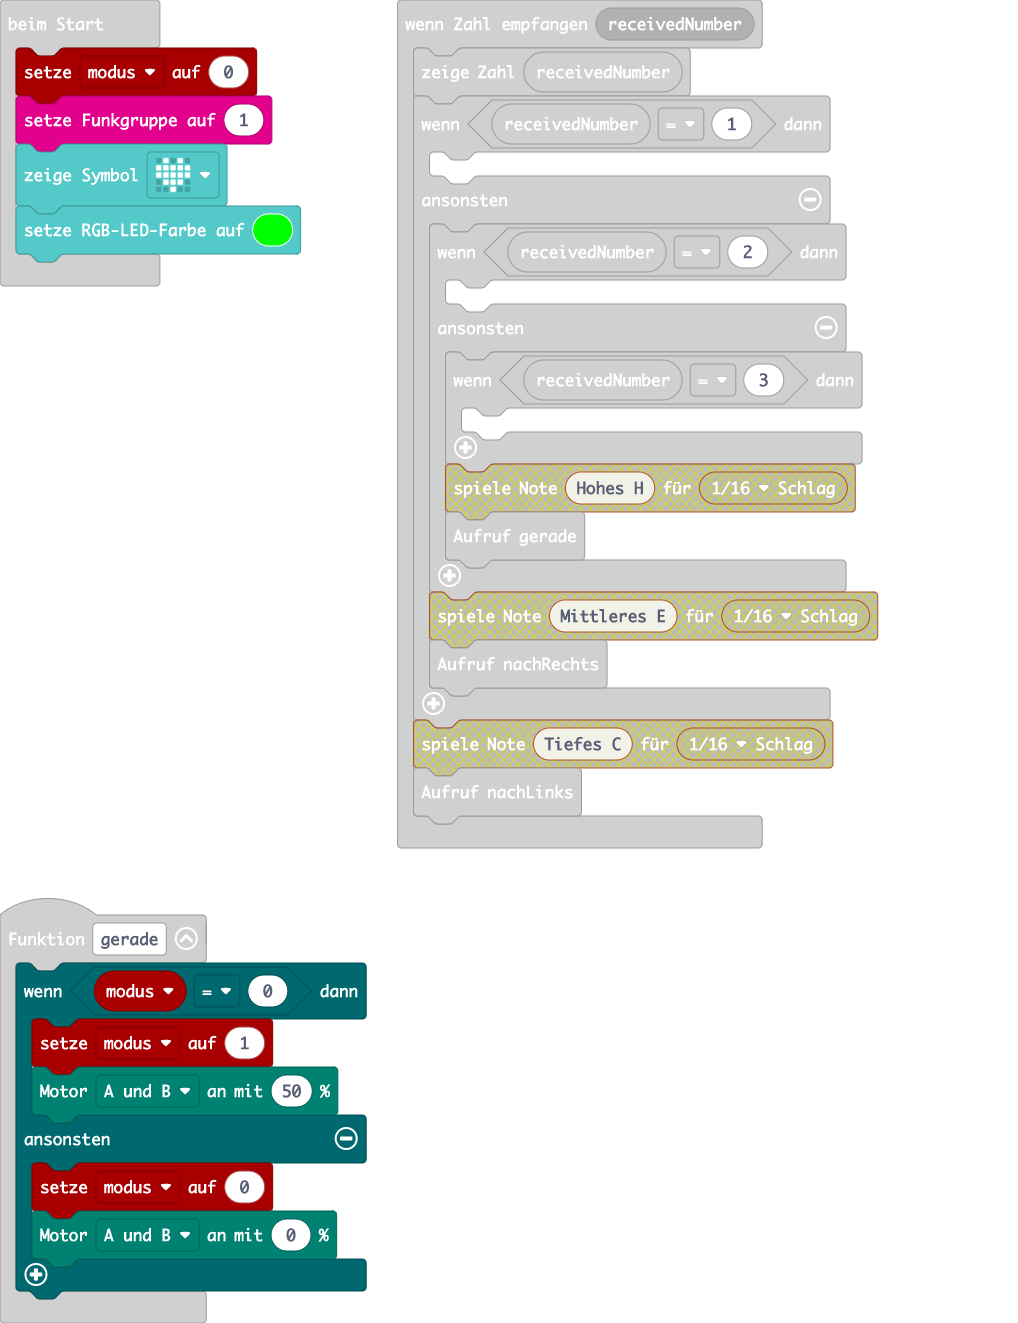 beim Start
setze modus auf 0
setze Funkgruppe auf 1
zeige Symbol
setze RGB-LED-Farbe auf
wenn Zahl empfangen receivedNumber
zeige Zahl receivedNumber
wenn receivedNumber = 1 dann
ansonsten
wenn receivedNumber = 2 dann
ansonsten
wenn receivedNumber = 3 dann
spiele Note Hohes H für 1/16 Schlag
Aufruf gerade
spiele Note Mittleres E für 1/16 Schlag
Aufruf nachRechts
spiele Note Tiefes C für 1/16 Schlag
Aufruf nachLinks
Funktion gerade
wenn modus = 0 dann
setze modus auf 1
Motor A und B an mit 50 %
ansonsten
setze modus auf 0
Motor A und B an mit 0 %